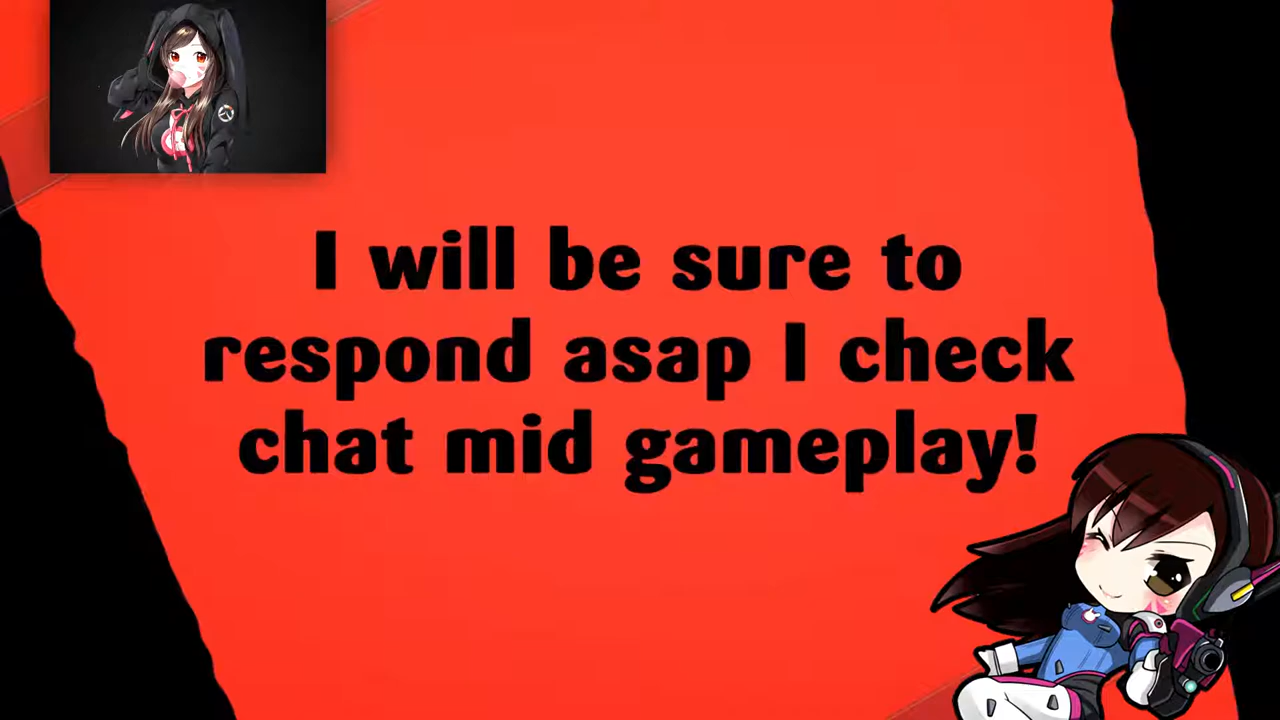 I will be sure to
respond asap I check
chat mid gameplay!